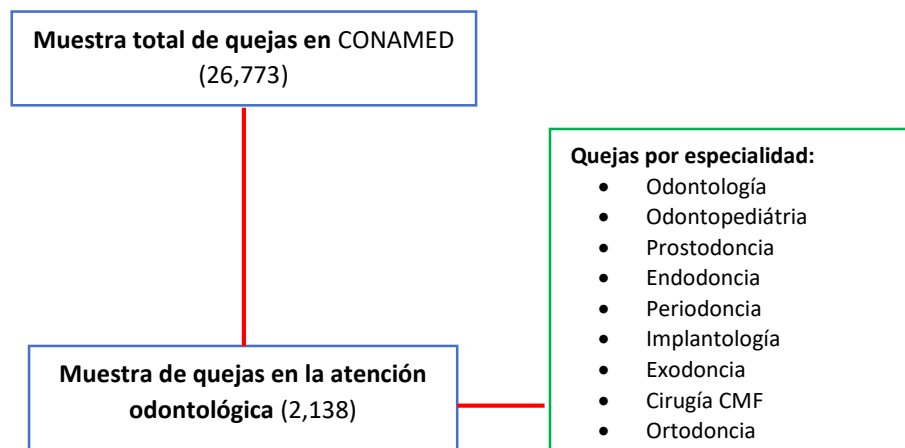 Muestra total de quejas en CONAMED
(26,773)
Quejas por especialidad:
• Odontología
• Odontopediátria
• Prostodoncia
• Endodoncia
• Periodoncia
• Implantología
• Exodoncia
• Cirugía CMF
• Ortodoncia
Muestra de quejas en la atención
odontológica (2,138)